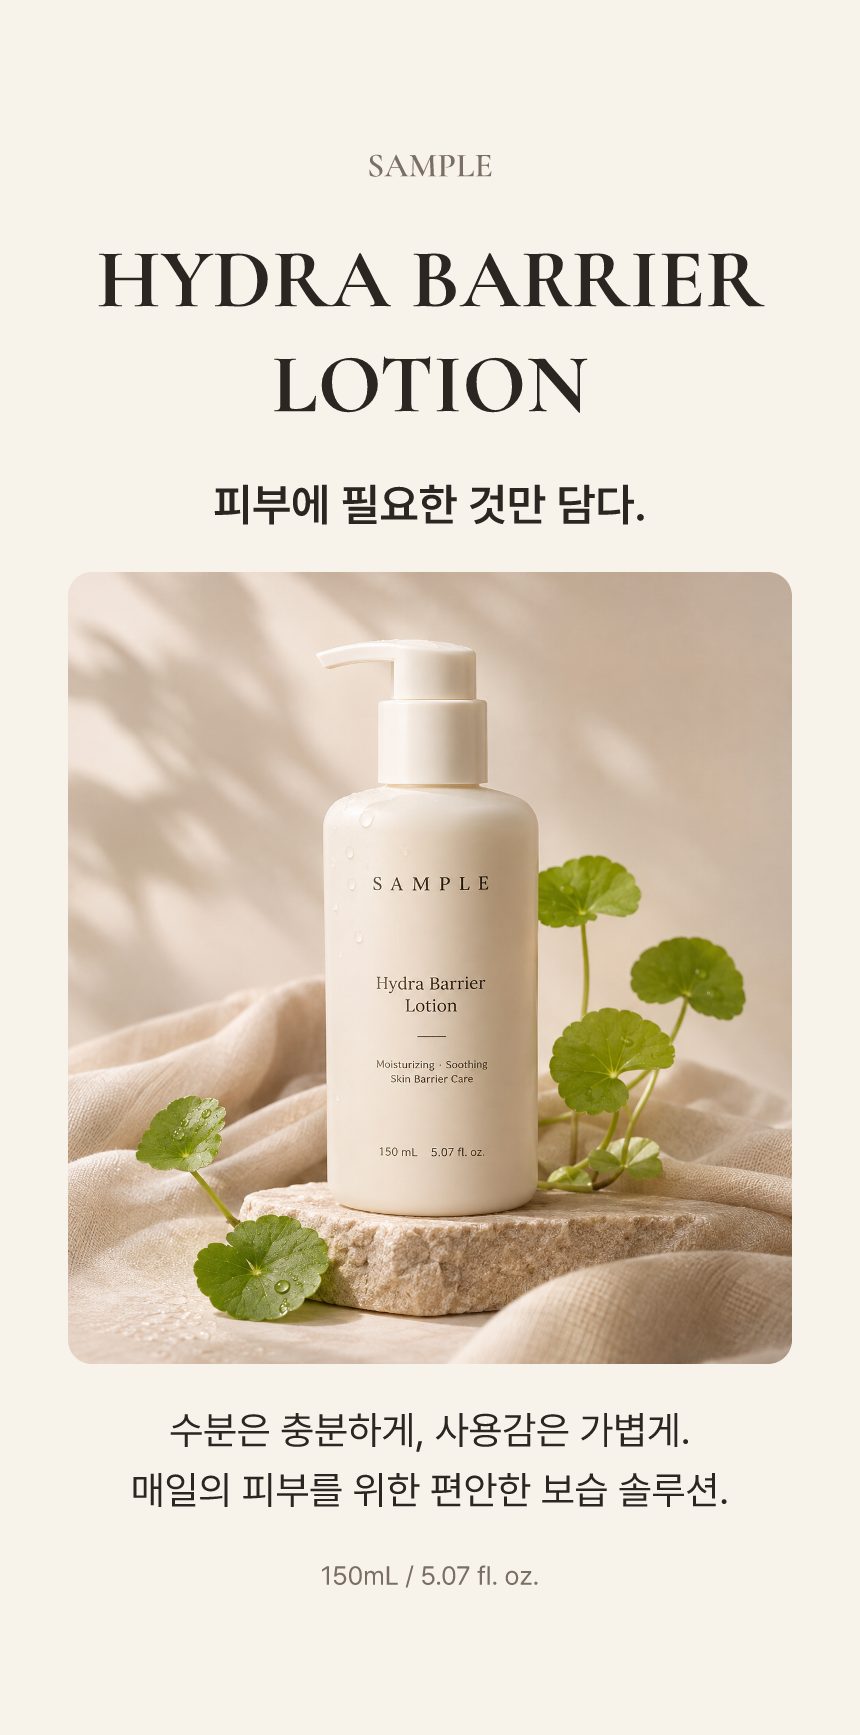 SAMPLE
HYDRA BARRIER
LOTION
피부에 필요한 것만 담다.
SAMPLE
Hydra Barrier
Lotion
Moisturizing · Soothing
Skin Barrier Care
150 mL 5.07 fl. oz.
수분은 충분하게, 사용감은 가볍게.
매일의 피부를 위한 편안한 보습 솔루션.
150mL / 5.07 fl. oz.